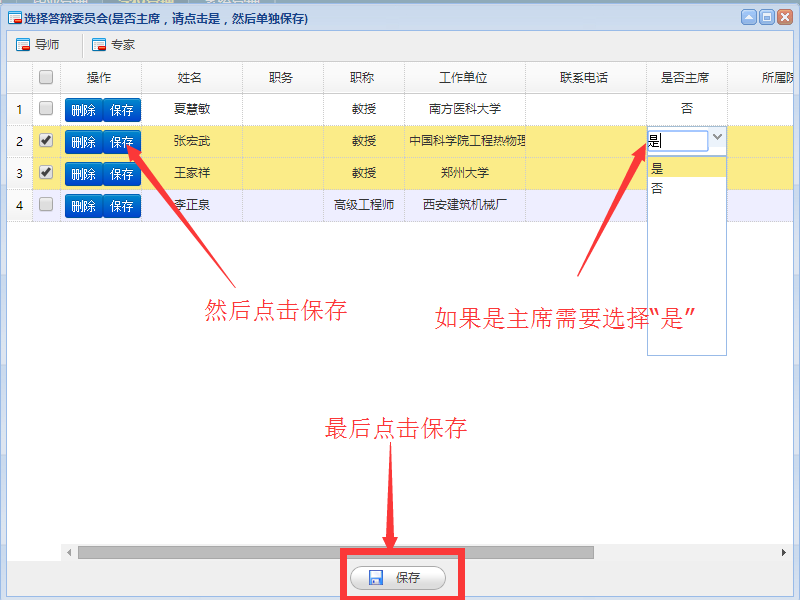 选择答辩委员会(是否主席，请点击是，然后单独保存)
导师 专家
操作 姓名 职务 职称 工作单位 联系电话 是否主席 所属院
1 删除 保存 夏慧敏 教授 南方医科大学 否
2 删除 保存 张宏武 教授 中国科学院工程热物理 是
3 删除 保存 王家祥 教授 郑州大学 是
4 删除 保存 李正泉 高级工程师 西安建筑机械厂 否
然后点击保存
如果是主席需要选择“是”
最后点击保存
保存